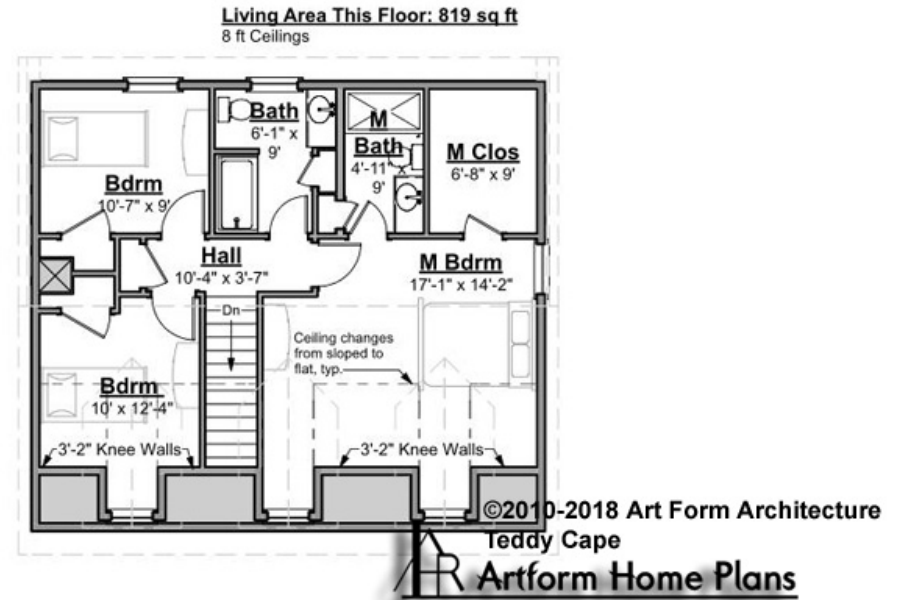 Living Area This Floor: 819 sq ft
8 ft Ceilings
Bath
6'-1" x
9'
M
Bath
4'-11" x
9'
M Clos
6'-8" x 9'
Bdrm
10'-7" x 9'
Hall
10'-4" x 3'-7"
M Bdrm
17'-1" x 14'-2"
Dn
Ceiling changes
from sloped to
flat, typ.
Bdrm
10' x 12'-4"
3'-2" Knee Walls
3'-2" Knee Walls
©2010-2018 Art Form Architecture
Teddy Cape
AR Artform Home Plans